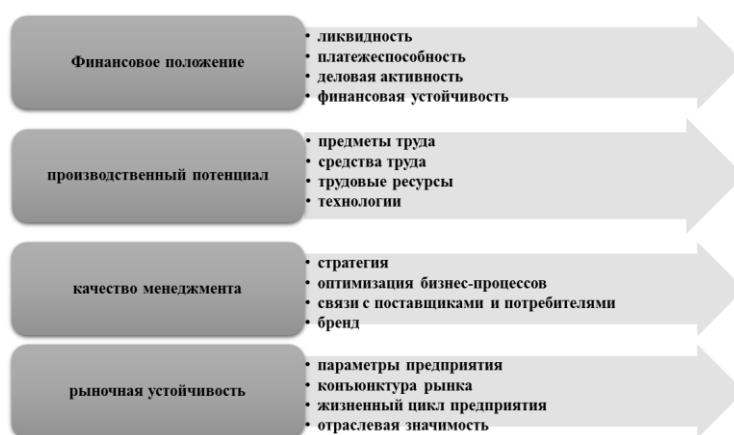 Финансовое положение
• ликвидность
• платежеспособность
• деловая активность
• финансовая устойчивость
производственный потенциал
• предметы труда
• средства труда
• трудовые ресурсы
• технологии
качество менеджмента
• стратегия
• оптимизация бизнес-процессов
• связи с поставщиками и потребителями
• бренд
рыночная устойчивость
• параметры предприятия
• конъюнктура рынка
• жизненный цикл предприятия
• отраслевая значимость